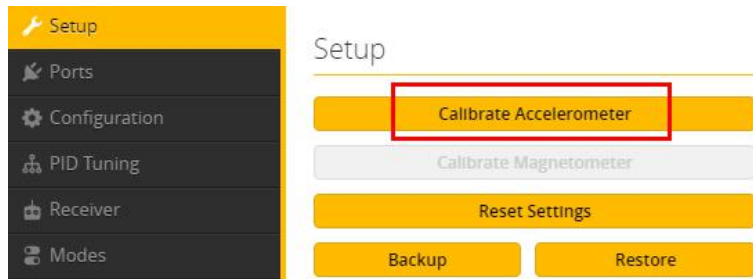 Setup
Ports
Configuration
PID Tuning
Receiver
Modes
Setup
Calibrate Accelerometer
Calibrate Magnetometer
Reset Settings
Backup
Restore